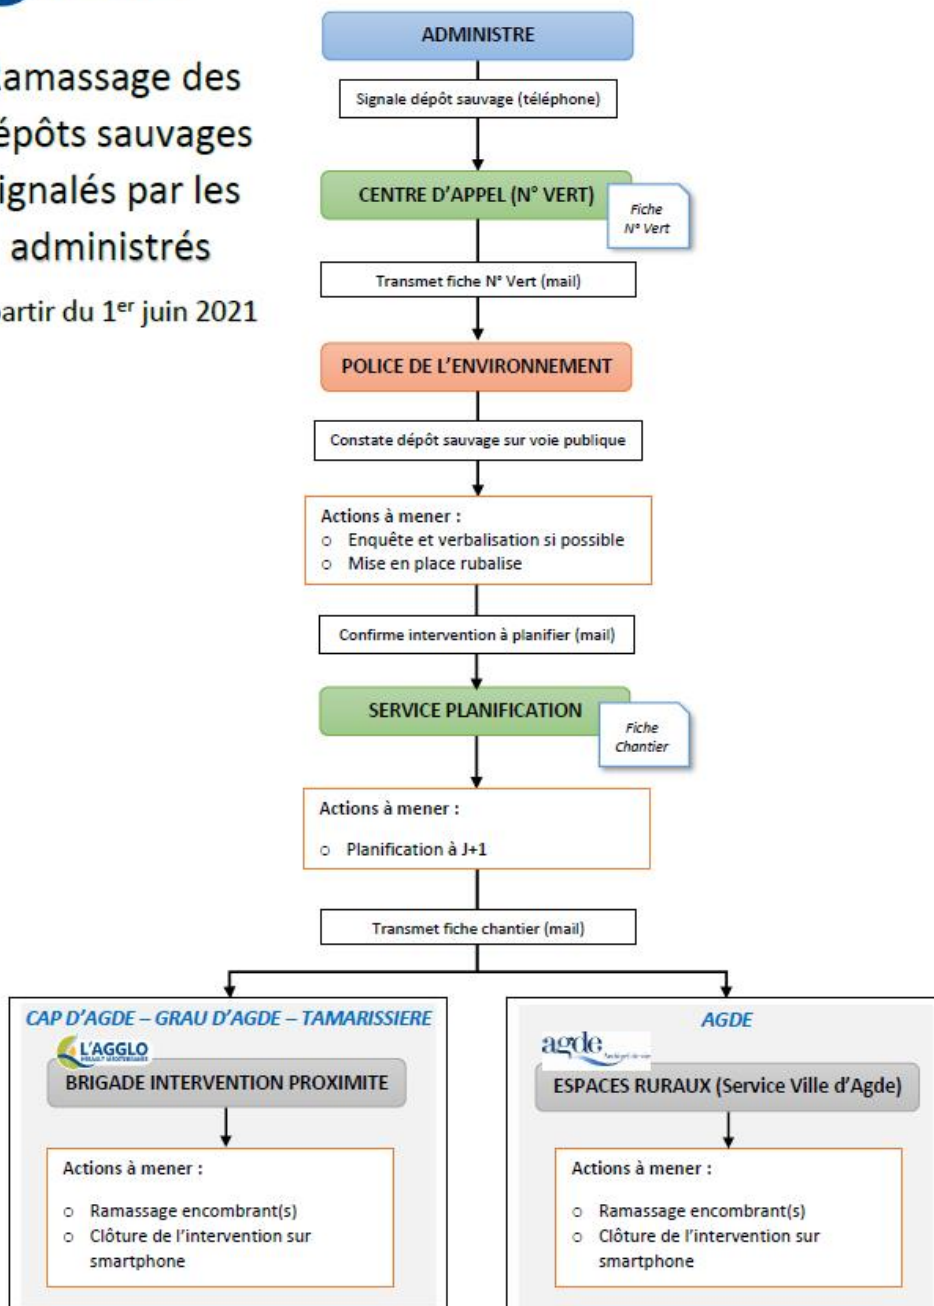 amassage des
épôts sauvages
ignalés par les
administrés
partir du 1er juin 2021
ADMINISTRE
Signale dépôt sauvage (téléphone)
CENTRE D'APPEL (N° VERT)
Fiche
N° Vert
Transmet fiche N° Vert (mail)
POLICE DE L'ENVIRONNEMENT
Constate dépôt sauvage sur voie publique
Actions à mener :
o Enquête et verbalisation si possible
o Mise en place rubalise
Confirme intervention à planifier (mail)
SERVICE PLANIFICATION
Fiche
Chantier
Actions à mener :
o Planification à J+1
Transmet fiche chantier (mail)
CAP D'AGDE – GRAU D'AGDE – TAMARISSIERE
L'AGGLO
HÉRAULT MÉDITERRANÉE
BRIGADE INTERVENTION PROXIMITE
Actions à mener :
o Ramassage encombrant(s)
o Clôture de l'intervention sur
smartphone
AGDE
agde
ESPACES RURAUX (Service Ville d'Agde)
Actions à mener :
o Ramassage encombrant(s)
o Clôture de l'intervention sur
smartphone